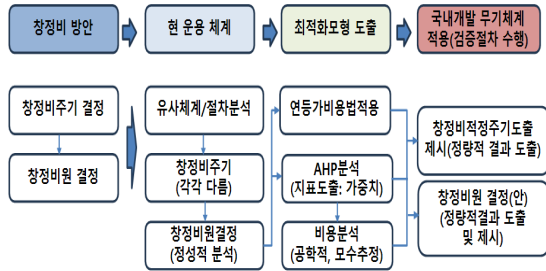 창정비 방안
현 운용 체계
최적화모형 도출
국내개발 무기체계
적용(검증절차 수행)
창정비주기 결정
창정비원 결정
유사체계/절차분석
창정비주기
(각각 다름)
창정비원결정
(정성적 분석)
연등가비용법적용
AHP분석
(지표도출: 가중치)
비용분석
(공학적, 모수추정)
창정비적정주기도출
제시(정량적 결과 도출)
창정비원 결정(안)
(정량적결과 도출
및 제시)